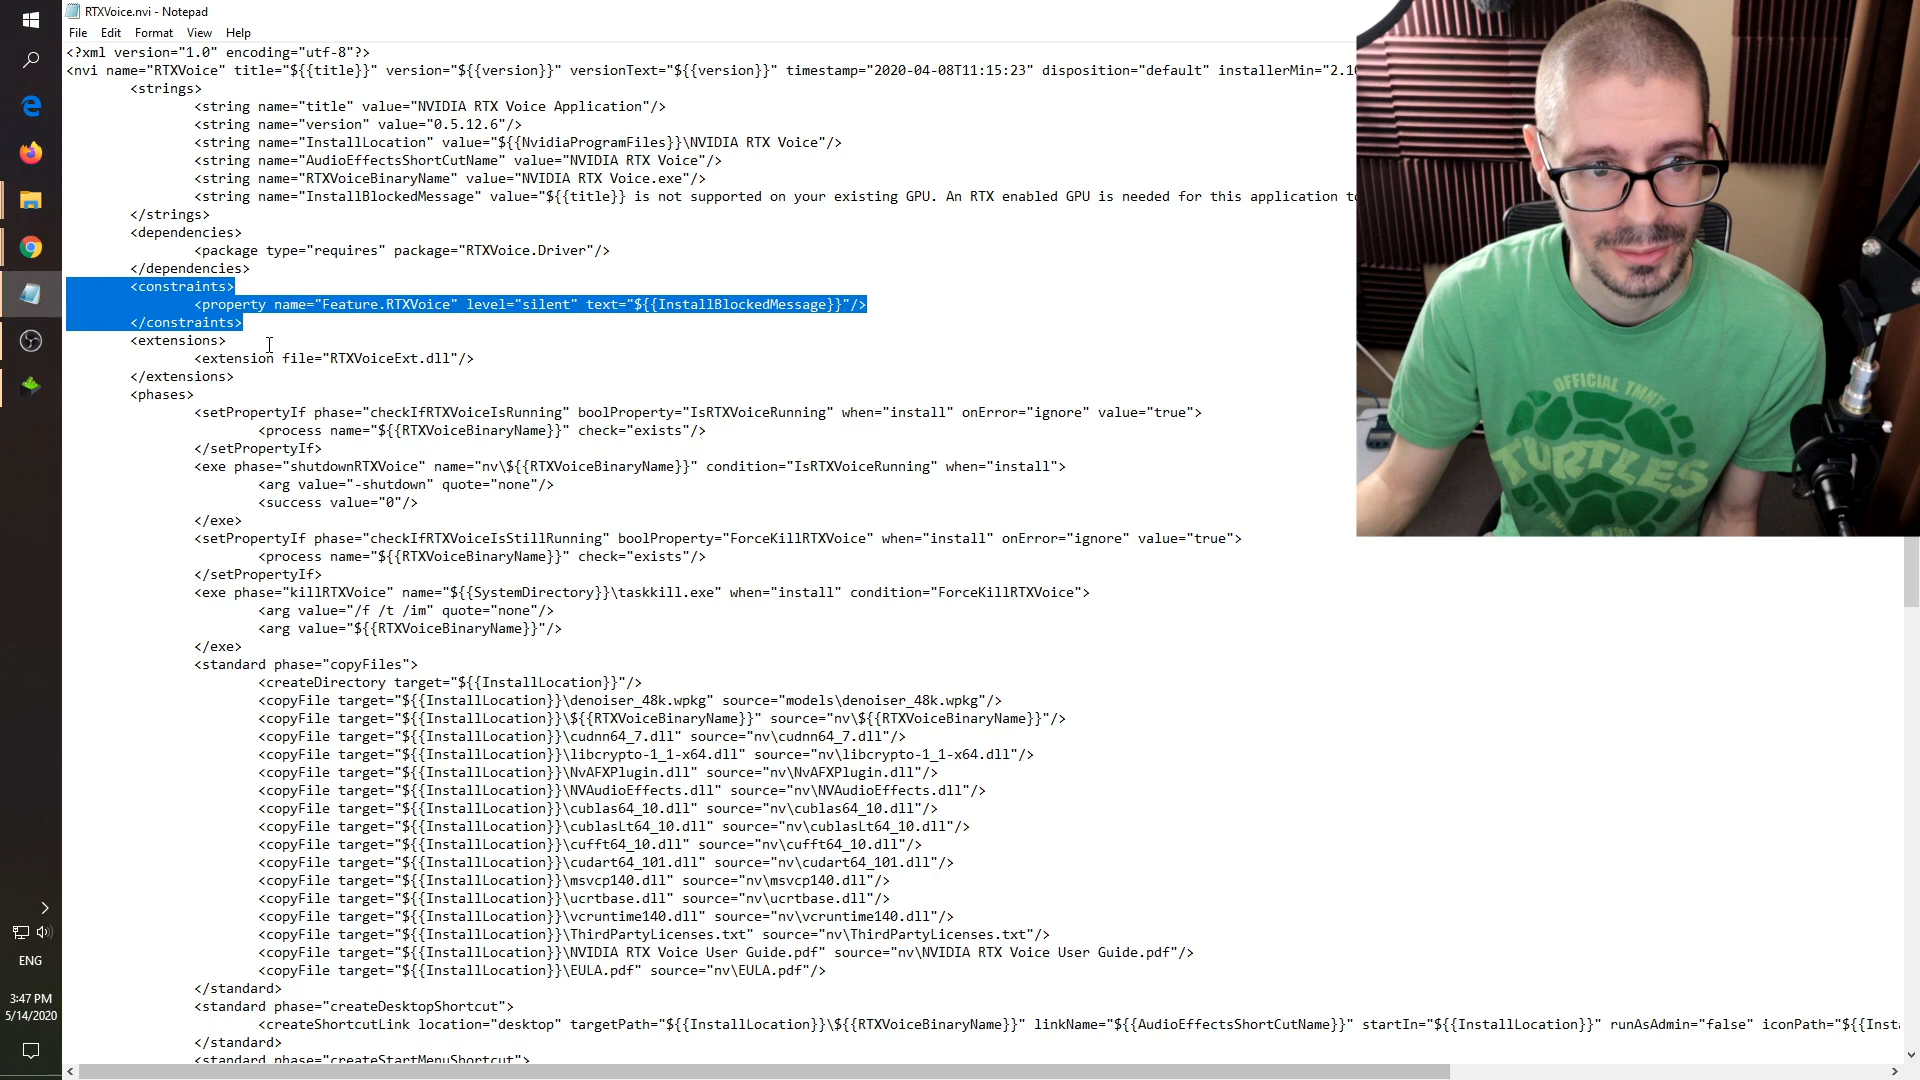 RTXVoice.nvi - Notepad
File Edit Format View Help
<?xml version="1.0" encoding="utf-8"?>
<nvi name="RTXVoice" title="${{title}}" version="${{version}}" versionText="${{version}}" timestamp="2020-04-08T11:15:23" disposition="default" installerMin="2.10
<strings>
<string name="title" value="NVIDIA RTX Voice Application"/>
<string name="version" value="0.5.12.6"/>
<string name="InstallLocation" value="${{NvidiaProgramFiles}}\NVIDIA RTX Voice"/>
<string name="AudioEffectsShortCutName" value="NVIDIA RTX Voice"/>
<string name="RTXVoiceBinaryName" value="NVIDIA RTX Voice.exe"/>
<string name="InstallBlockedMessage" value="${{title}} is not supported on your existing GPU. An RTX enabled GPU is needed for this application to
</strings>
<dependencies>
<package type="requires" package="RTXVoice.Driver"/>
</dependencies>
<constraints>
<property name="Feature.RTXVoice" level="silent" text="${{InstallBlockedMessage}}"/>
</constraints>
<extensions>
<extension file="RTXVoiceExt.dll"/>
</extensions>
<phases>
<setPropertyIf phase="checkIfRTXVoiceIsRunning" boolProperty="IsRTXVoiceRunning" when="install" onError="ignore" value="true">
<process name="${{RTXVoiceBinaryName}}" check="exists"/>
</setPropertyIf>
<exe phase="shutdownRTXVoice" name="nv\${{RTXVoiceBinaryName}}" condition="IsRTXVoiceRunning" when="install">
<arg value="-shutdown" quote="none"/>
<success value="0"/>
</exe>
<setPropertyIf phase="checkIfRTXVoiceIsStillRunning" boolProperty="ForceKillRTXVoice" when="install" onError="ignore" value="true">
<process name="${{RTXVoiceBinaryName}}" check="exists"/>
</setPropertyIf>
<exe phase="killRTXVoice" name="${{SystemDirectory}}\taskkill.exe" when="install" condition="ForceKillRTXVoice">
<arg value="/f /t /im" quote="none"/>
<arg value="${{RTXVoiceBinaryName}}"/>
</exe>
<standard phase="copyFiles">
<createDirectory target="${{InstallLocation}}"/>
<copyFile target="${{InstallLocation}}\denoiser_48k.wpkg" source="models\denoiser_48k.wpkg"/>
<copyFile target="${{InstallLocation}}\${{RTXVoiceBinaryName}}" source="nv\${{RTXVoiceBinaryName}}"/>
<copyFile target="${{InstallLocation}}\cudnn64_7.dll" source="nv\cudnn64_7.dll"/>
<copyFile target="${{InstallLocation}}\libcrypto-1_1-x64.dll" source="nv\libcrypto-1_1-x64.dll"/>
<copyFile target="${{InstallLocation}}\NvAFXPlugin.dll" source="nv\NvAFXPlugin.dll"/>
<copyFile target="${{InstallLocation}}\NVAudioEffects.dll" source="nv\NVAudioEffects.dll"/>
<copyFile target="${{InstallLocation}}\cublas64_10.dll" source="nv\cublas64_10.dll"/>
<copyFile target="${{InstallLocation}}\cublasLt64_10.dll" source="nv\cublasLt64_10.dll"/>
<copyFile target="${{InstallLocation}}\cufft64_10.dll" source="nv\cufft64_10.dll"/>
<copyFile target="${{InstallLocation}}\cudart64_101.dll" source="nv\cudart64_101.dll"/>
<copyFile target="${{InstallLocation}}\msvcp140.dll" source="nv\msvcp140.dll"/>
<copyFile target="${{InstallLocation}}\ucrtbase.dll" source="nv\ucrtbase.dll"/>
<copyFile target="${{InstallLocation}}\vcruntime140.dll" source="nv\vcruntime140.dll"/>
<copyFile target="${{InstallLocation}}\ThirdPartyLicenses.txt" source="nv\ThirdPartyLicenses.txt"/>
<copyFile target="${{InstallLocation}}\NVIDIA RTX Voice User Guide.pdf" source="nv\NVIDIA RTX Voice User Guide.pdf"/>
<copyFile target="${{InstallLocation}}\EULA.pdf" source="nv\EULA.pdf"/>
</standard>
<standard phase="createDesktopShortcut">
<createShortcutLink location="desktop" targetPath="${{InstallLocation}}\${{RTXVoiceBinaryName}}" linkName="${{AudioEffectsShortCutName}}" startIn="${{InstallLocation}}" runAsAdmin="false" iconPath="${{Insta
</standard>
<standard phase="createStartMenuShortcut">
ENG
3:47 PM
5/14/2020
OFFICIAL TMNT
TURTLES